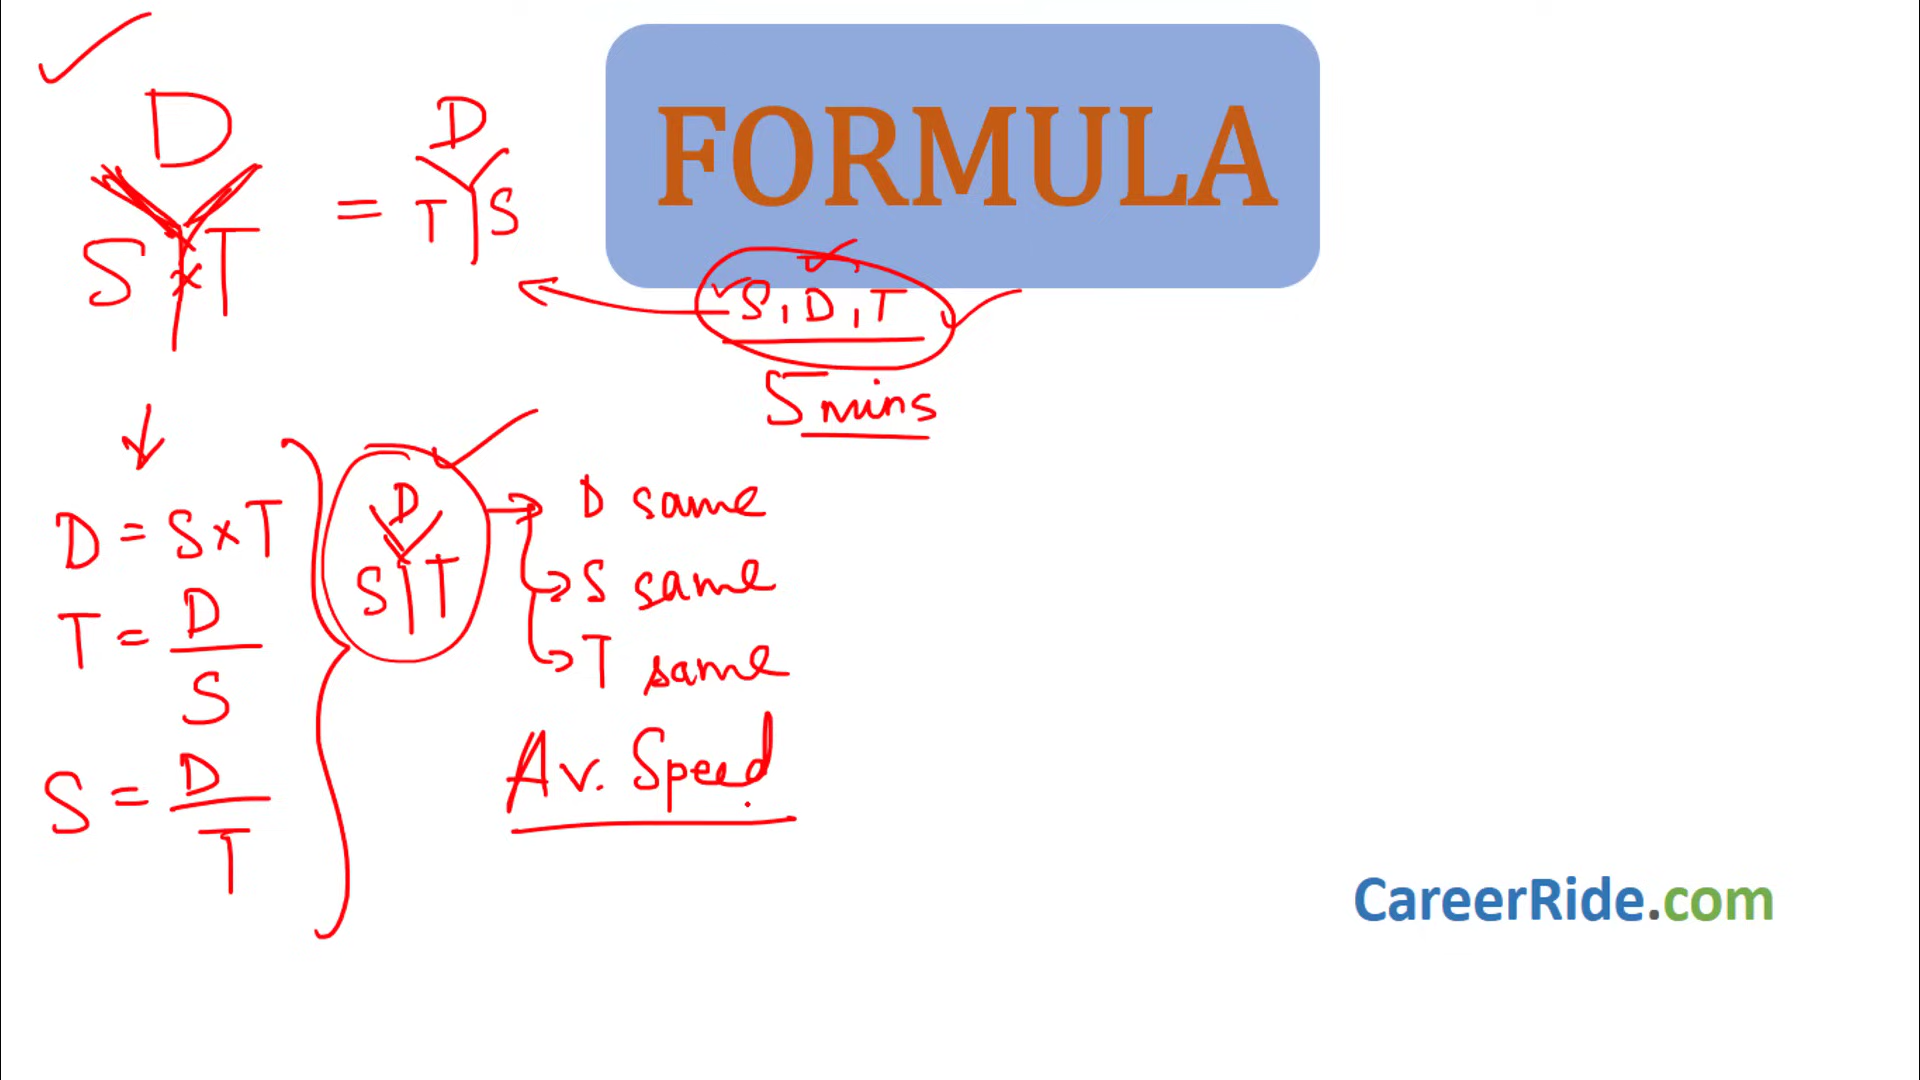 FORMULA
D
S × T
=
D
T S
S, D, T
5 mins
D = S × T
T = D
S
S = D
T
D
S T
D same
S same
T same
Av. Speed
CareerRide.com